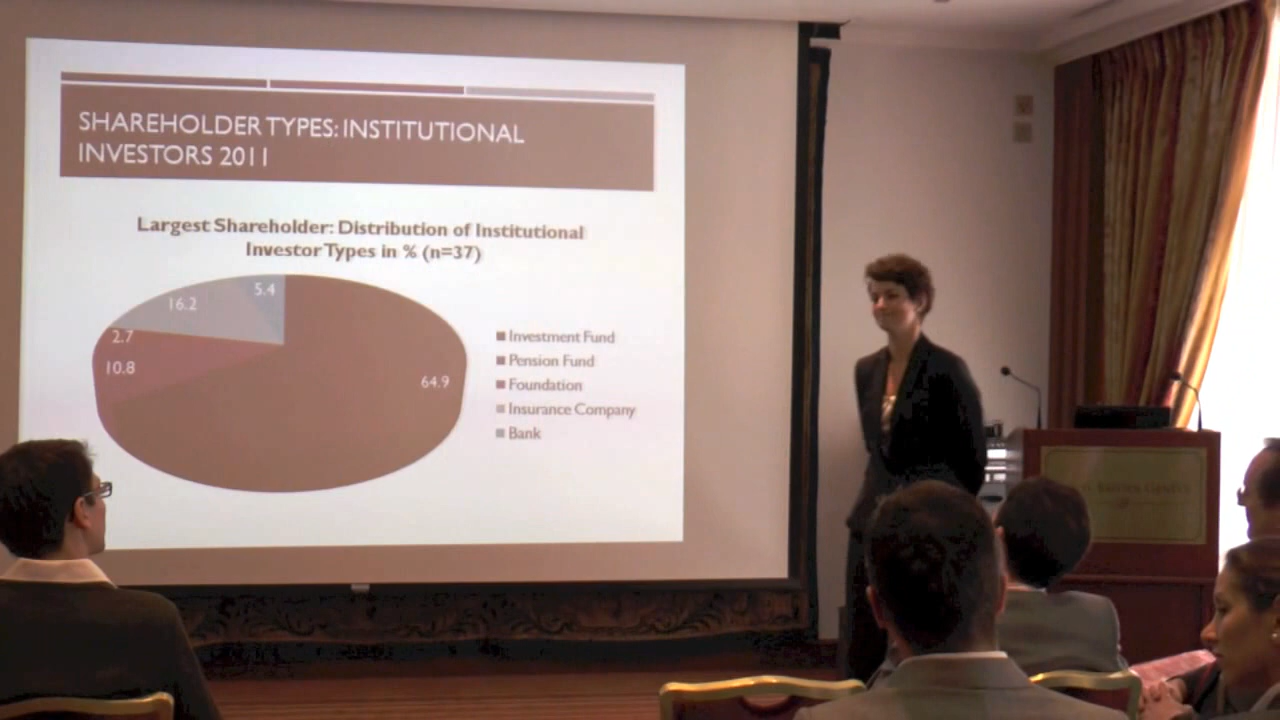 SHAREHOLDER TYPES: INSTITUTIONAL
INVESTORS 2011
Largest Shareholder: Distribution of Institutional
Investor Types in % (n=37)
5.4
16.2
2.7
10.8
64.9
Investment Fund
Pension Fund
Foundation
Insurance Company
Bank